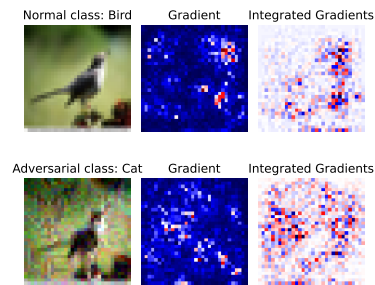 Normal class: Bird
Gradient
Integrated Gradients
Adversarial class: Cat
Gradient
Integrated Gradients